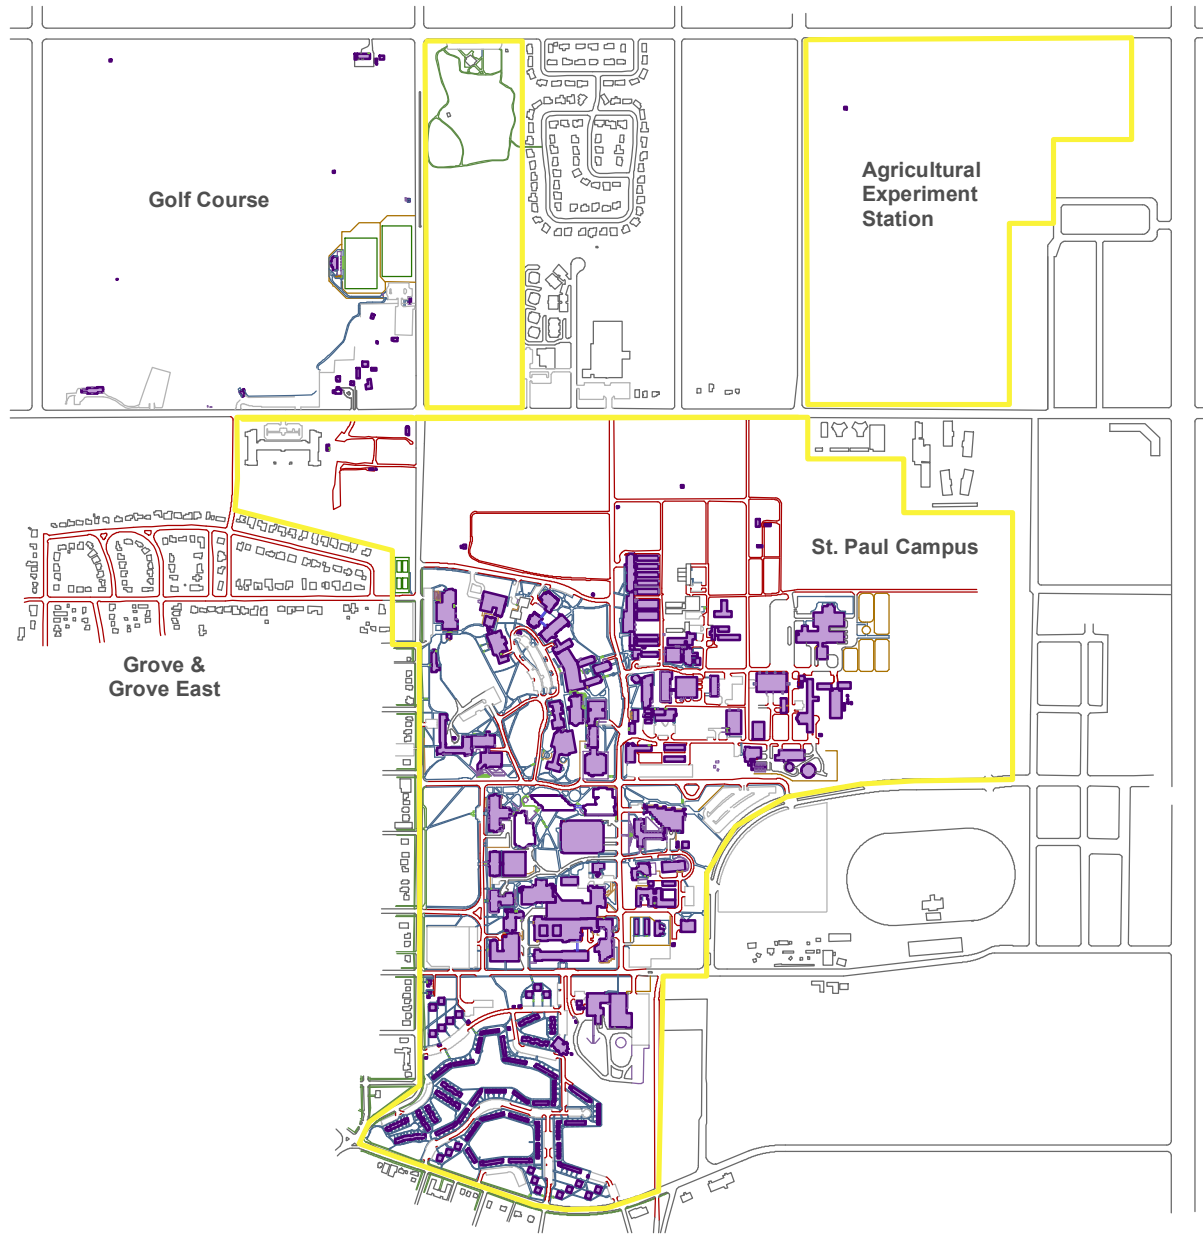 Golf Course
Agricultural
Experiment
Station
St. Paul Campus
Grove &
Grove East